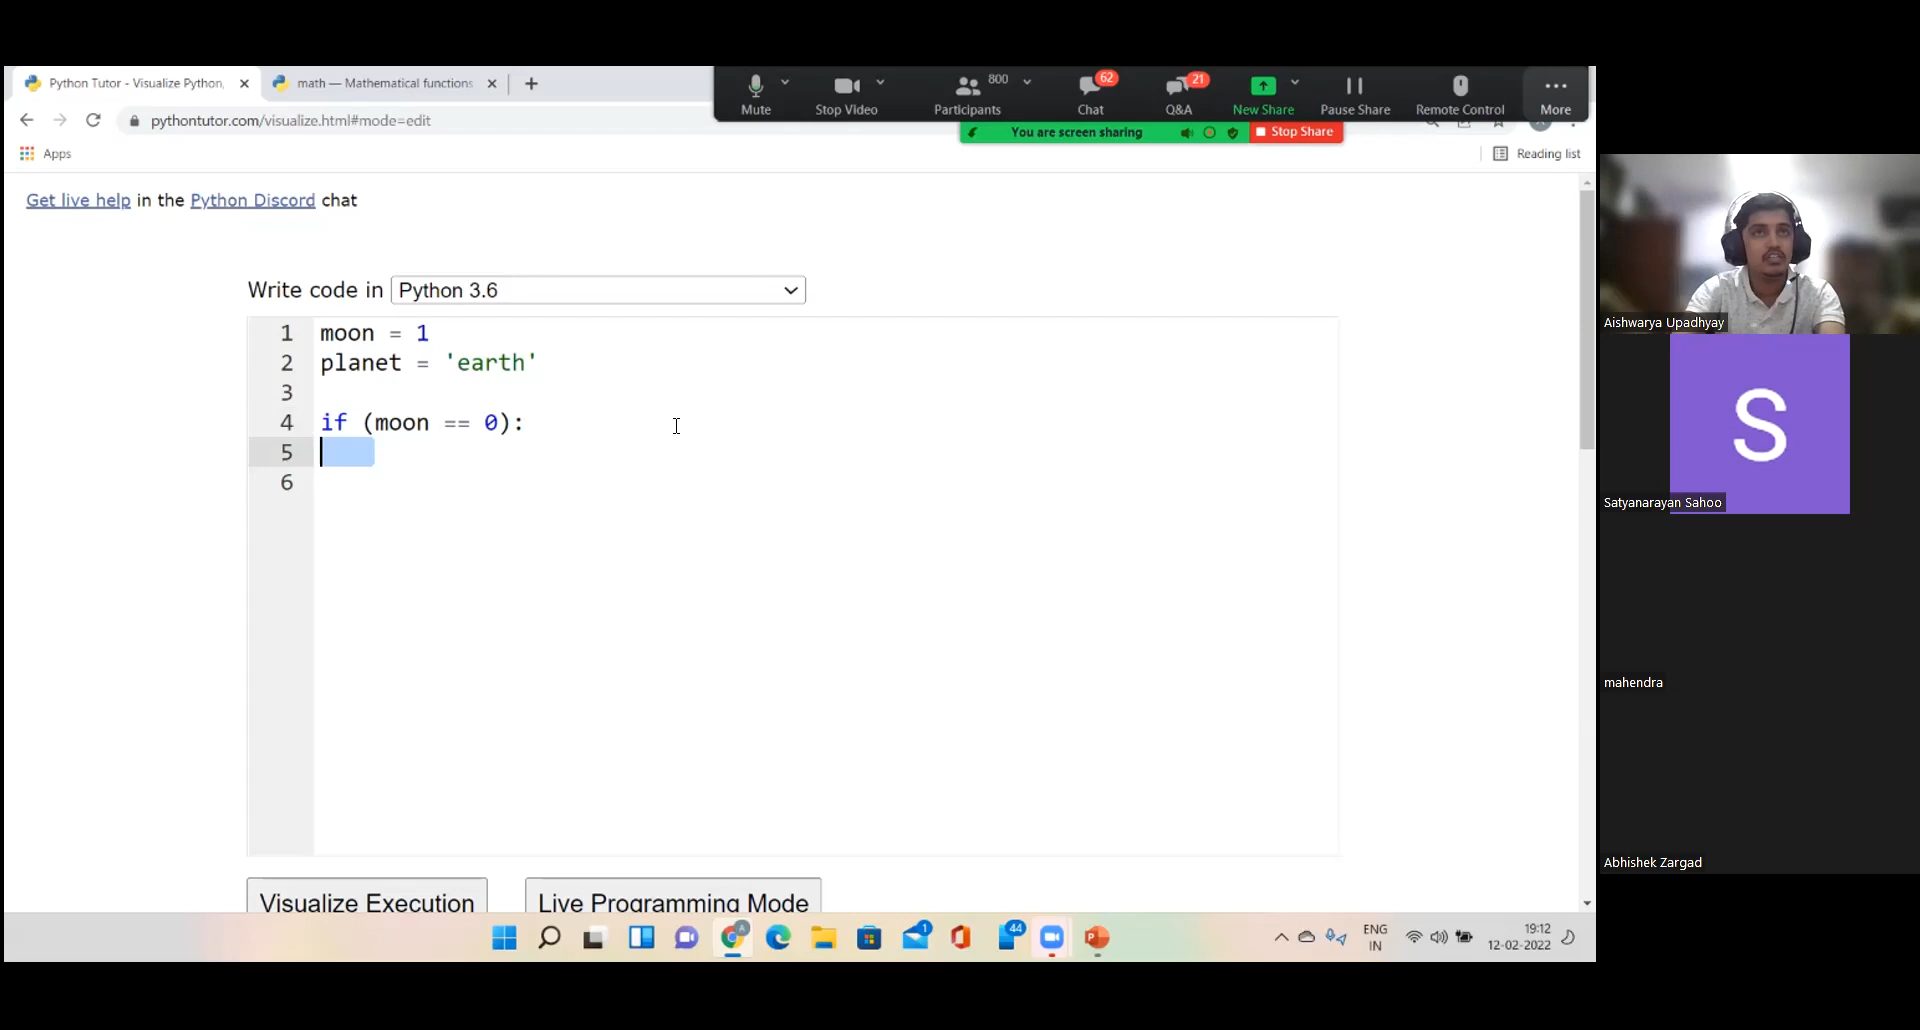 Python Tutor - Visualize Python,
math — Mathematical functions
800
62
21
Mute
Stop Video
Participants
Chat
Q&A
New Share
Pause Share
Remote Control
More
pythontutor.com/visualize.html#mode=edit
You are screen sharing
Stop Share
Apps
Reading list
Get live help in the Python Discord chat
Write code in Python 3.6
1 moon = 1
2 planet = 'earth'
3
4 if (moon == 0):
5
6
Visualize Execution
Live Programming Mode
Aishwarya Upadhyay
S
Satyanarayan Sahoo
mahendra
Abhishek Zargad
A
1
44
P
ENG
IN
19:12
12-02-2022